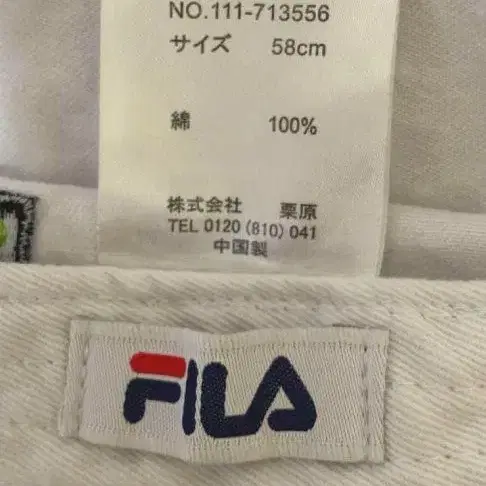 NO.111-713556
サイズ 58cm
綿 100%
株式会社 栗原
TEL 0120 (810) 041
中国製
FILA